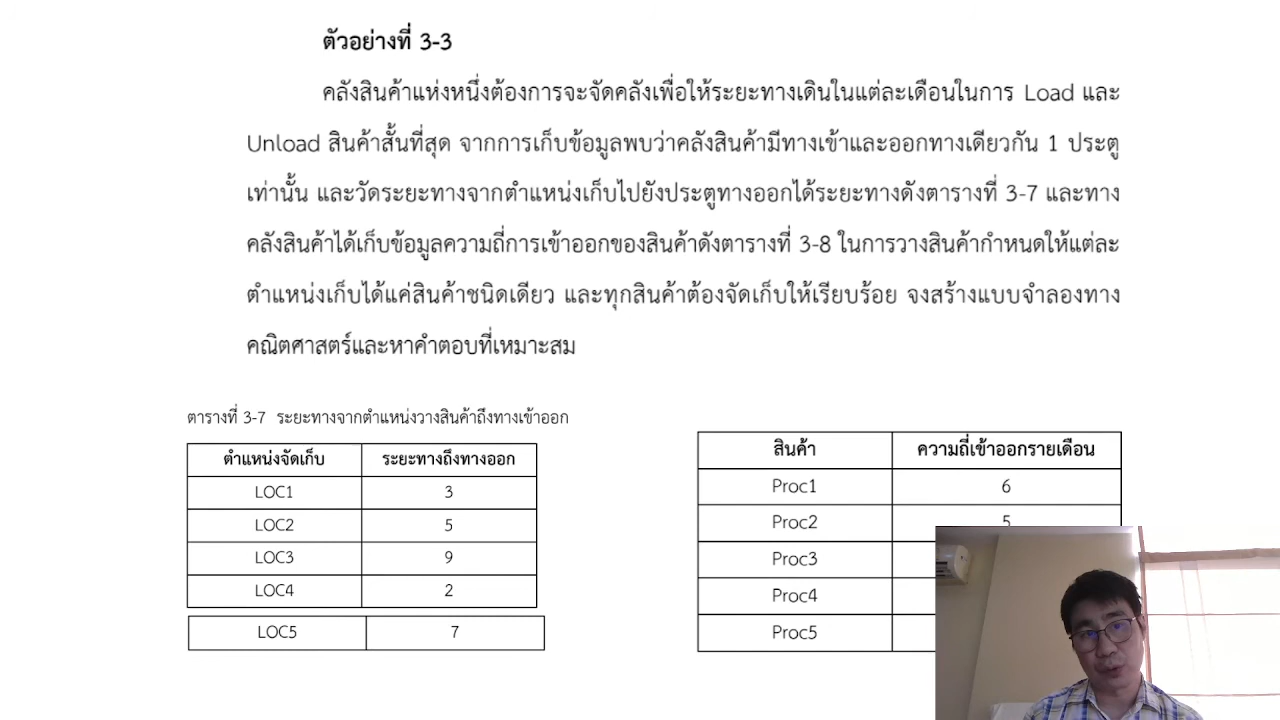 ตัวอย่างที่ 3-3
คลังสินค้าแห่งหนึ่งต้องการจะจัดคลังเพื่อให้ระยะทางเดินในแต่ละเดือนในการ Load และ
Unload สินค้าสั้นที่สุด จากการเก็บข้อมูลพบว่าคลังสินค้ามีทางเข้าและออกทางเดียวกัน 1 ประตู
เท่านั้น และวัดระยะทางจากตำแหน่งเก็บไปยังประตูทางออกได้ระยะทางดังตารางที่ 3-7 และทาง
คลังสินค้าได้เก็บข้อมูลความถี่การเข้าออกของสินค้าดังตารางที่ 3-8 ในการวางสินค้ากำหนดให้แต่ละ
ตำแหน่งเก็บได้แค่สินค้าชนิดเดียว และทุกสินค้าต้องจัดเก็บให้เรียบร้อย จงสร้างแบบจำลองทาง
คณิตศาสตร์และหาคำตอบที่เหมาะสม
ตารางที่ 3-7 ระยะทางจากตำแหน่งวางสินค้าถึงทางเข้าออก
ตำแหน่งจัดเก็บ ระยะทางถึงทางออก
LOC1 3
LOC2 5
LOC3 9
LOC4 2
LOC5 7
สินค้า ความถี่เข้าออกรายเดือน
Proc1 6
Proc2 5
Proc3
Proc4
Proc5